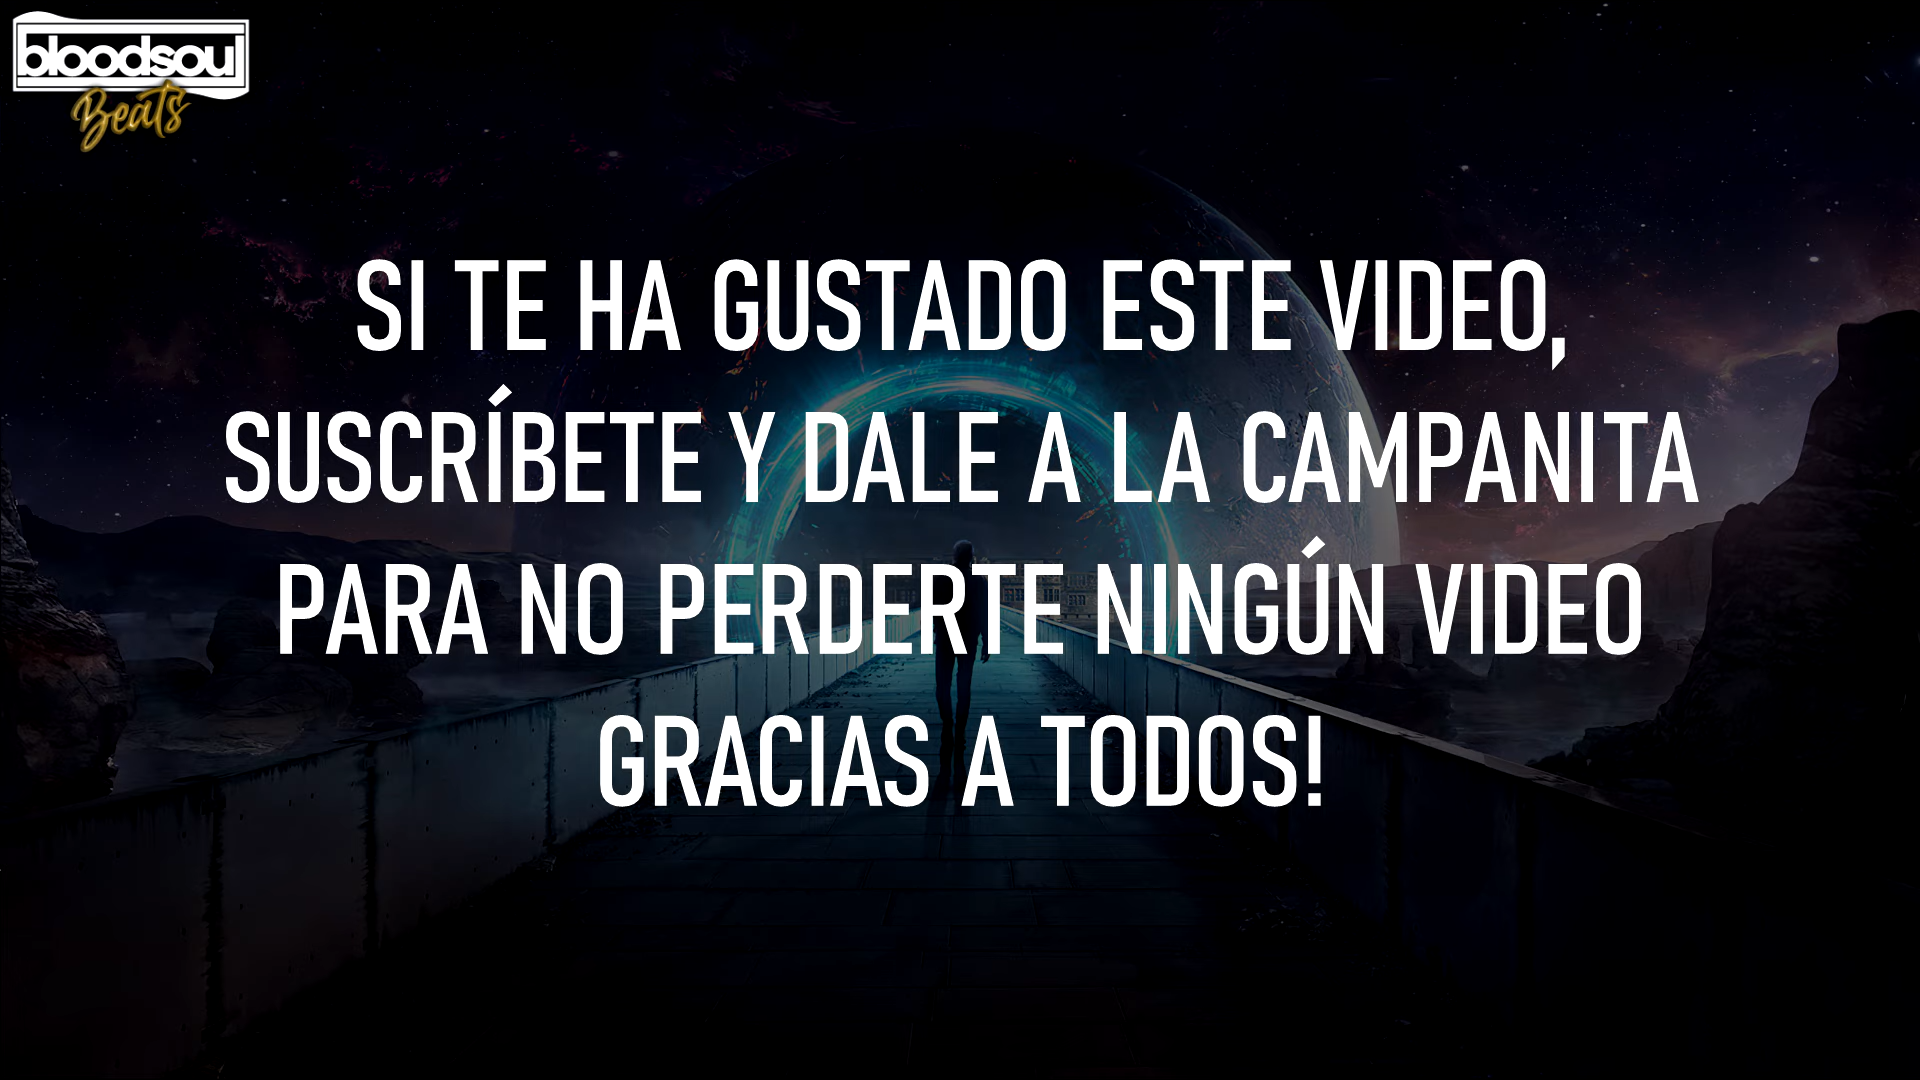 bloodsoul
Beats
SI TE HA GUSTADO ESTE VIDEO,
SUSCRÍBETE Y DALE A LA CAMPANITA
PARA NO PERDERTE NINGÚN VIDEO
GRACIAS A TODOS!